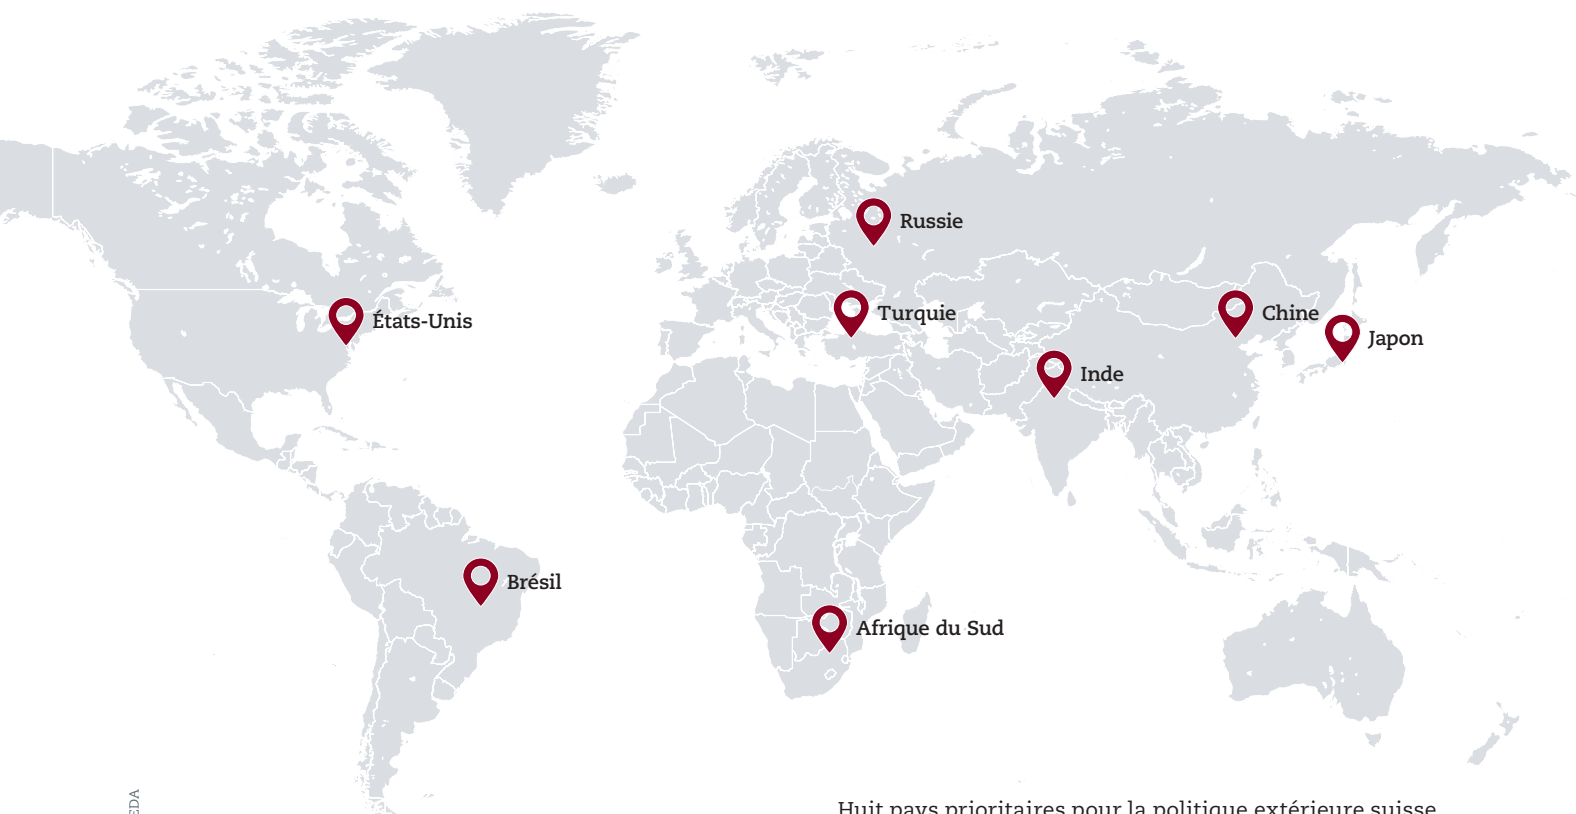 Russie
Turquie
États-Unis
Chine
Japon
Inde
Brésil
Afrique du Sud
EDA
Huit pays prioritaires pour la politique extérieure suisse